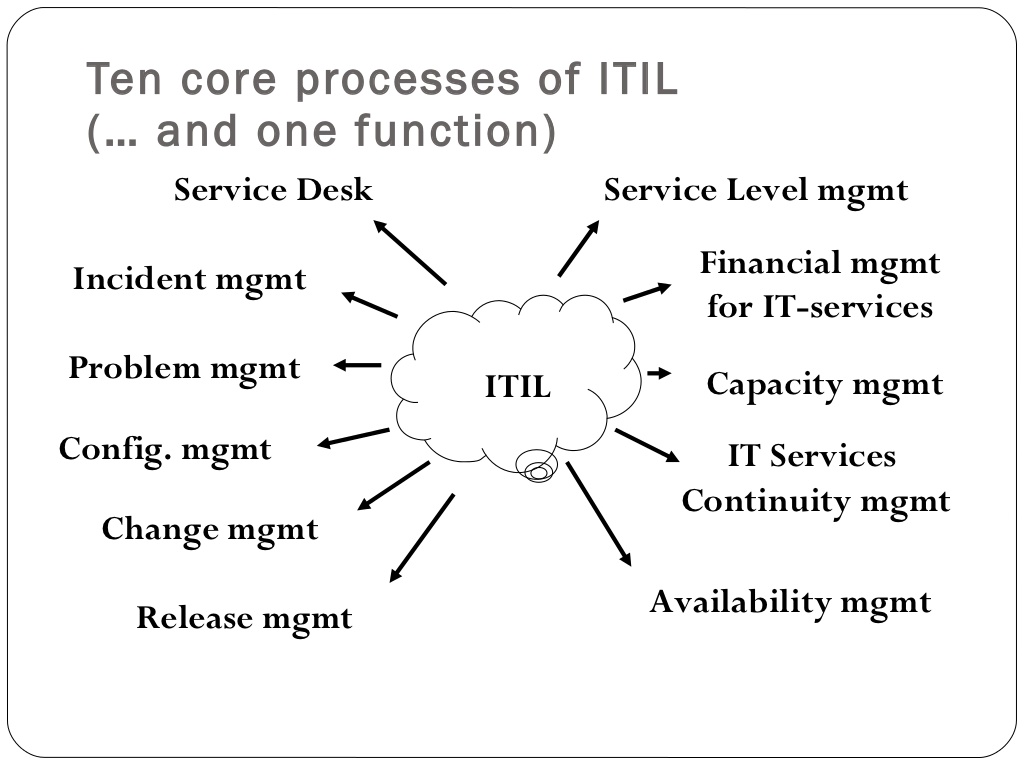 Ten core processes of ITIL
(... and one function)
Service Desk
Service Level mgmt
Incident mgmt
Financial mgmt
for IT-services
Problem mgmt
ITIL
Capacity mgmt
Config. mgmt
IT Services
Continuity mgmt
Change mgmt
Release mgmt
Availability mgmt